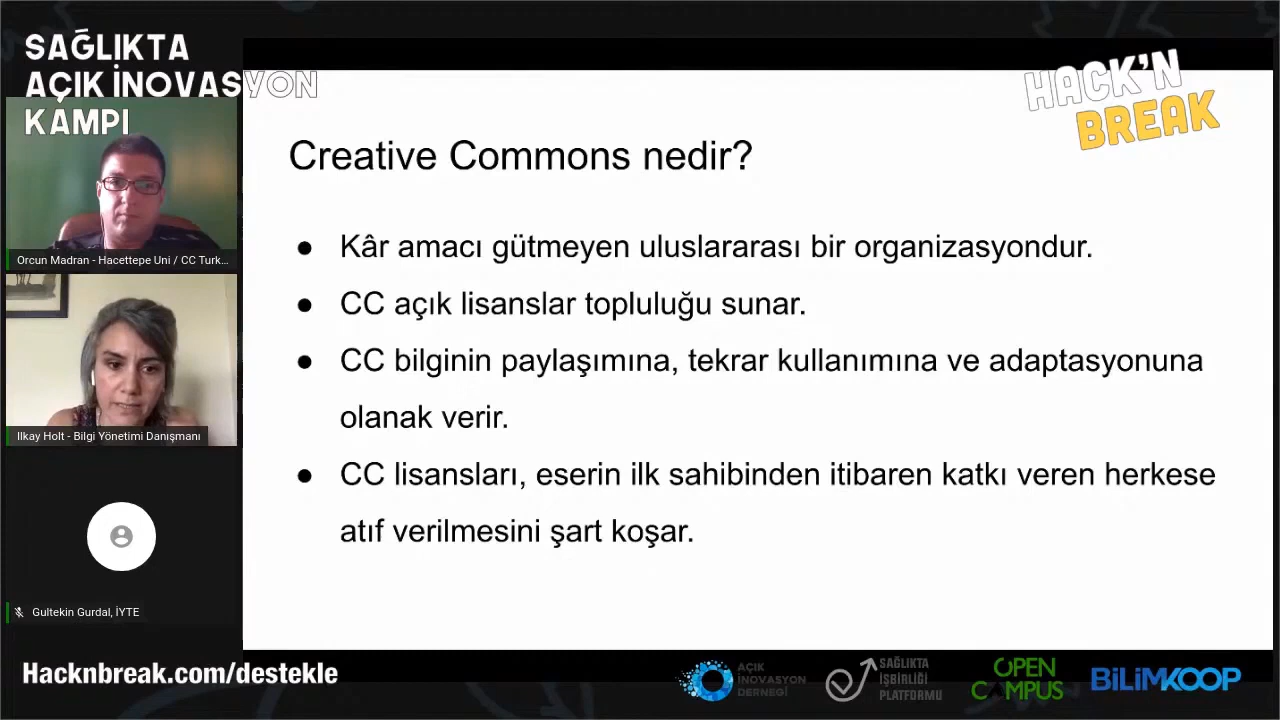 SAĞLIKTA
AÇIK İNOVASYON
KAMPI
HACK'N
BREAK
Creative Commons nedir?
● Kâr amacı gütmeyen uluslararası bir organizasyondur.
● CC açık lisanslar topluluğu sunar.
● CC bilginin paylaşımına, tekrar kullanımına ve adaptasyonuna
olanak verir.
● CC lisansları, eserin ilk sahibinden itibaren katkı veren herkese
atıf verilmesini şart koşar.
Orcun Madran - Hacettepe Uni / CC Turk...
Ilkay Holt - Bilgi Yönetimi Danışmanı
Gultekin Gurdal, İYTE
Hacknbreak.com/destekle
AÇIK
İNOVASYON
DERNEĞİ
SAĞLIKTA
İŞBİRLİĞİ
PLATFORMU
OPEN
CAMPUS
BİLİMKOOP